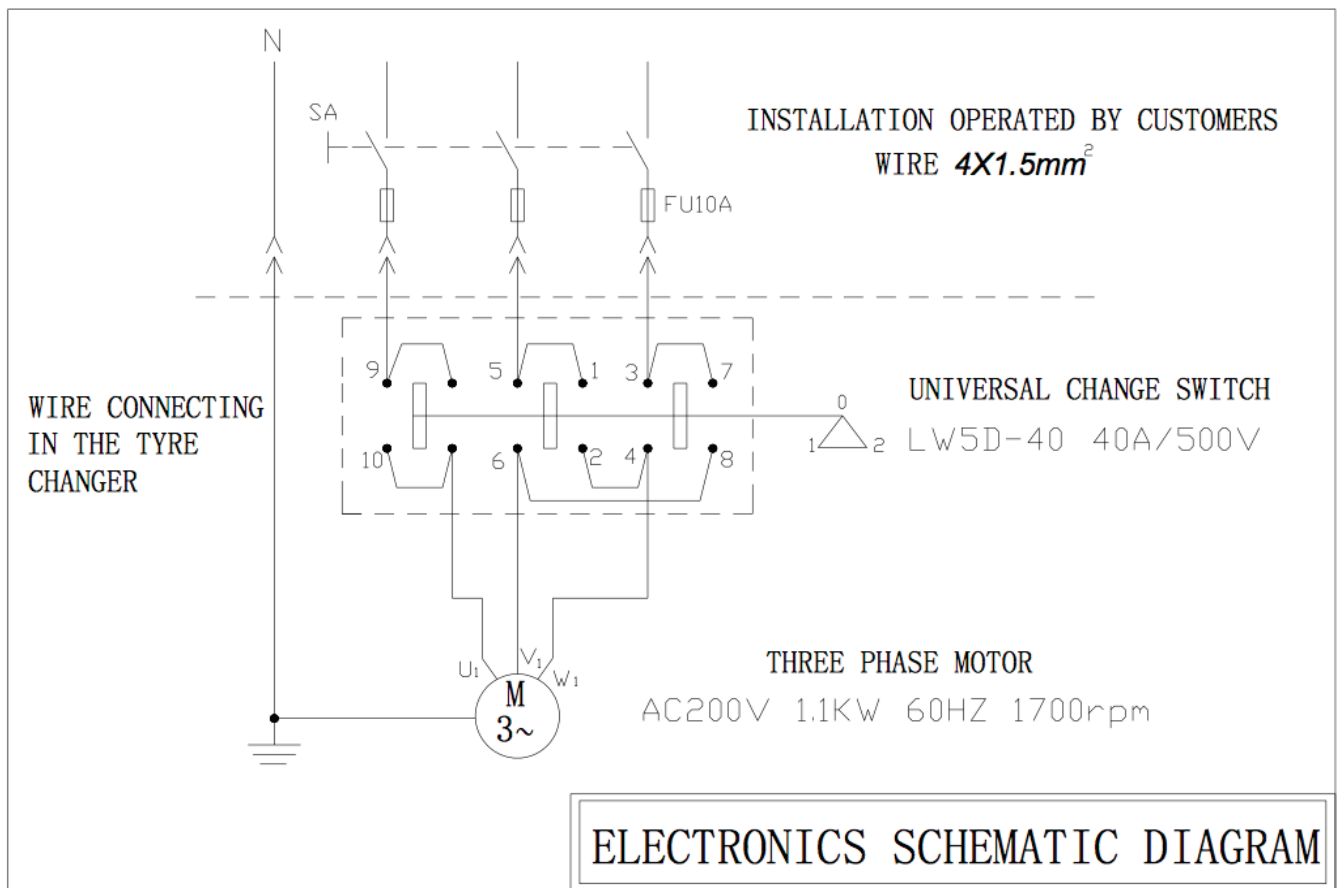 N
SA
INSTALLATION OPERATED BY CUSTOMERS
WIRE 4X1.5mm²
FU10A
9 5 1 3 7
10 6 2 4 8
WIRE CONNECTING
IN THE TYRE
CHANGER
0
1 2
UNIVERSAL CHANGE SWITCH
LW5D-40 40A/500V
U₁ V₁ W₁
M
3~
THREE PHASE MOTOR
AC200V 1.1KW 60HZ 1700rpm
ELECTRONICS SCHEMATIC DIAGRAM